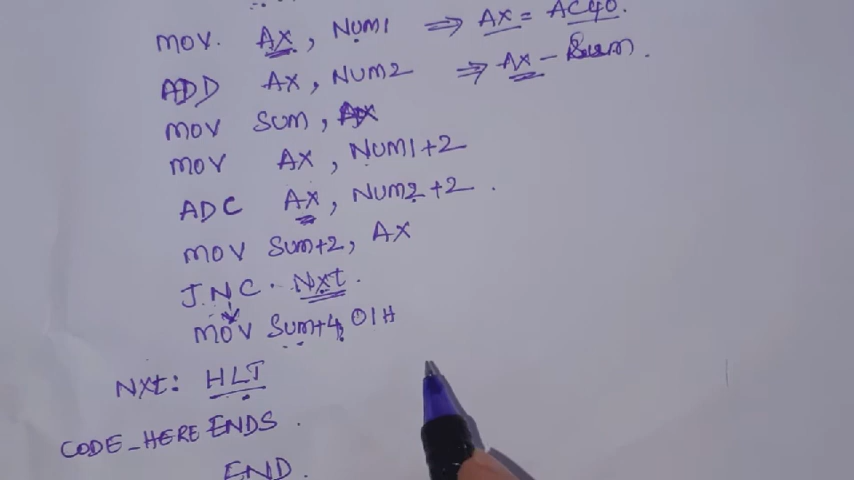 MOV. AX, NUM1 ⇒ AX = AC40.
ADD AX, NUM2 ⇒ AX - Sum.
MOV SUM, AX
MOV AX, NUM1+2
ADC AX, NUM2+2.
MOV Sum+2, AX
JNC. Nxt.
MOV Sum+4, 01H
Nxt: HLT
CODE_HERE ENDS.
END.